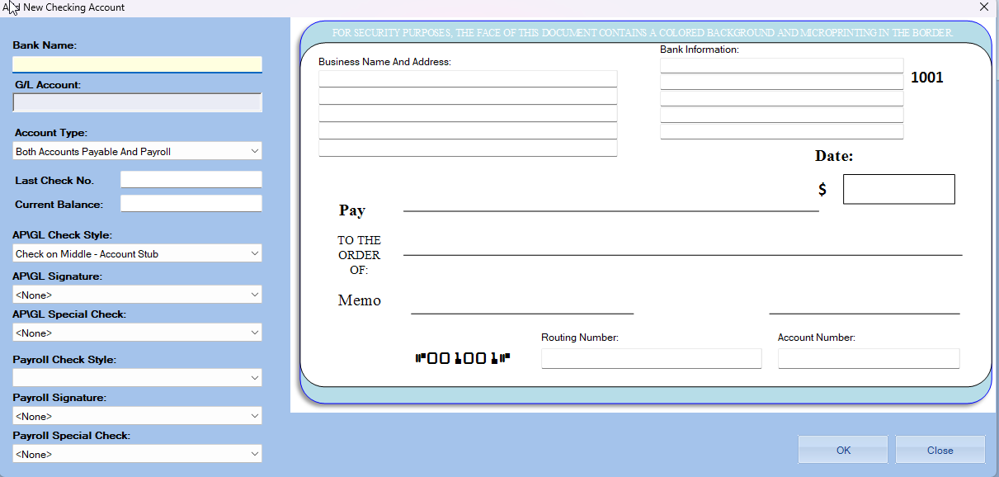 Add New Checking Account
Bank Name:
G/L Account:
Account Type:
Both Accounts Payable And Payroll
Last Check No.
Current Balance:
AP\GL Check Style:
Check on Middle - Account Stub
AP\GL Signature:
<None>
AP\GL Special Check:
<None>
Payroll Check Style:
Payroll Signature:
<None>
Payroll Special Check:
<None>
FOR SECURITY PURPOSES, THE FACE OF THIS DOCUMENT CONTAINS A COLORED BACKGROUND AND MICROPRINTING IN THE BORDER.
Business Name And Address:
Bank Information:
1001
Date:
$
Pay
TO THE
ORDER
OF:
Memo
Routing Number:
Account Number:
⑈001001⑈
OK
Close